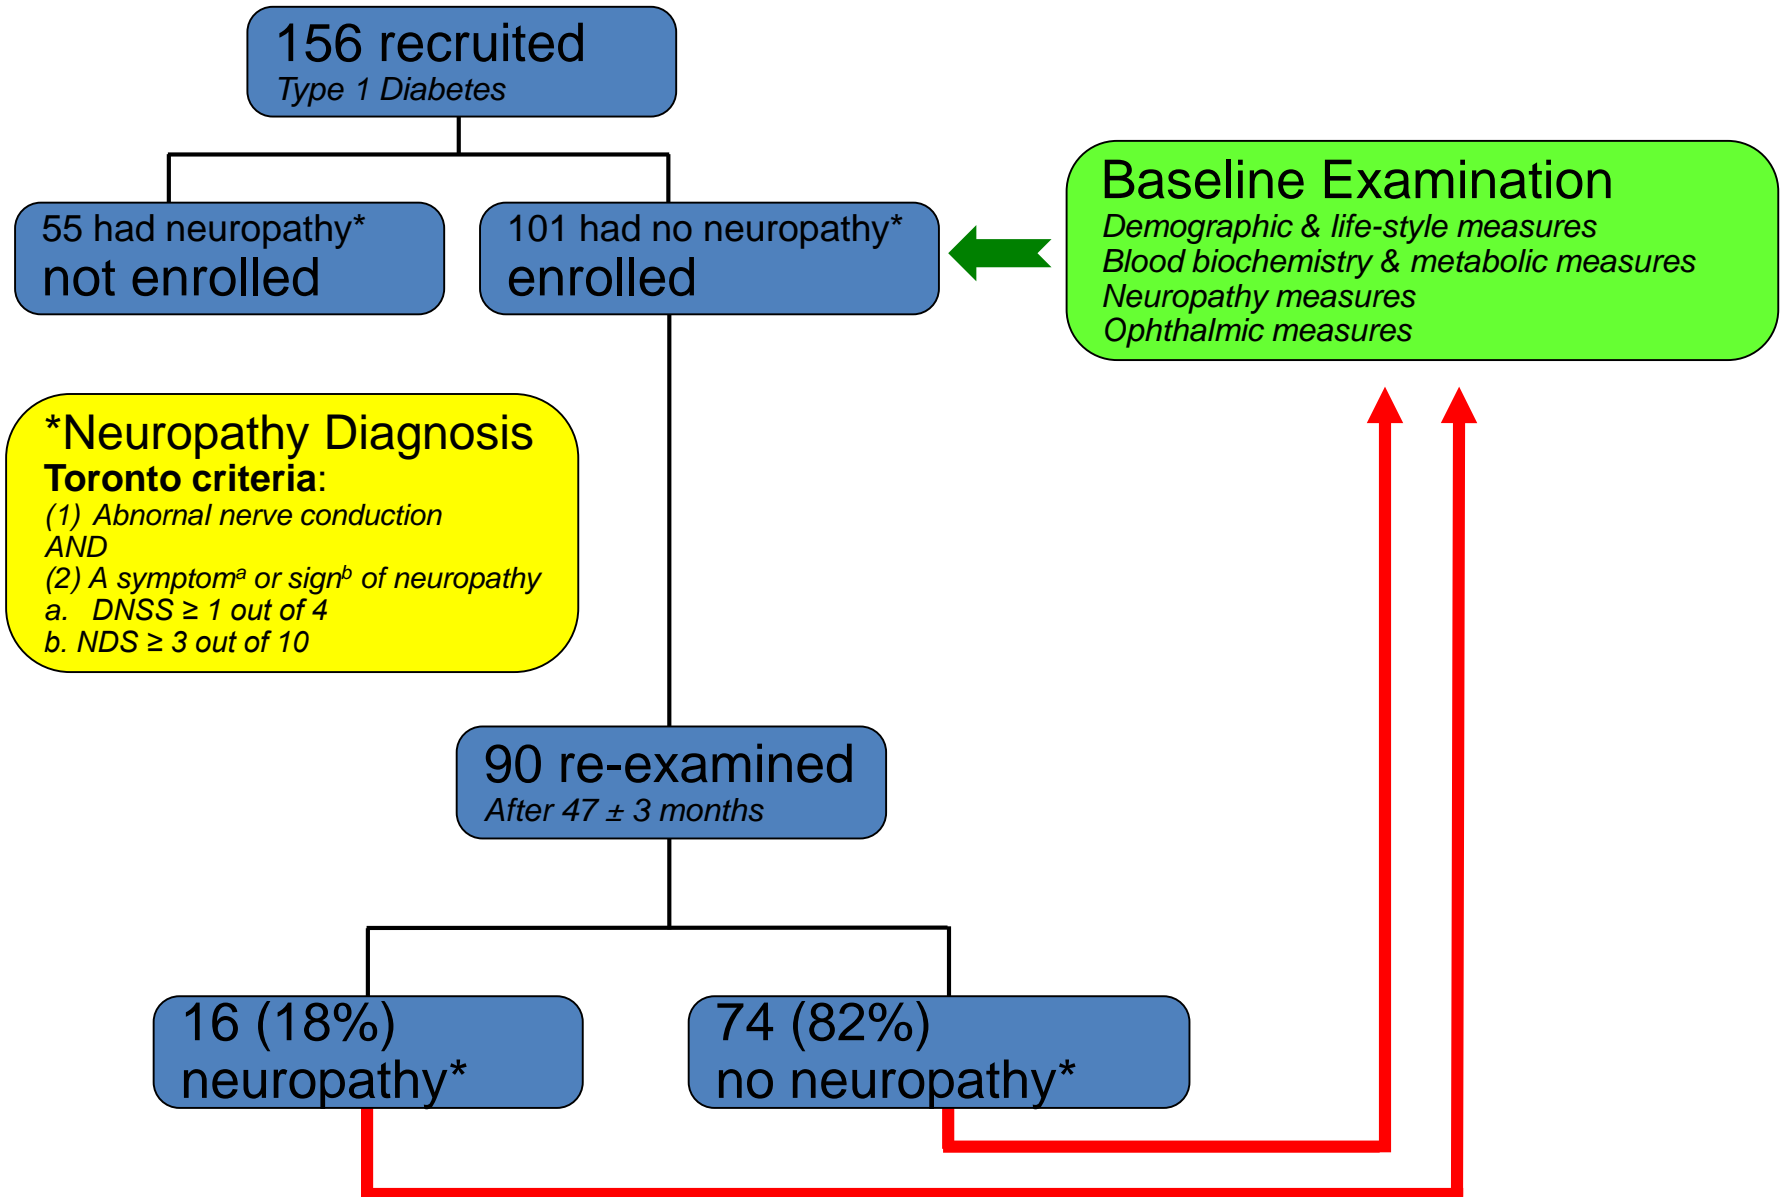 156 recruited
Type 1 Diabetes
55 had neuropathy*
not enrolled
101 had no neuropathy*
enrolled
Baseline Examination
Demographic & life-style measures
Blood biochemistry & metabolic measures
Neuropathy measures
Ophthalmic measures
*Neuropathy Diagnosis
Toronto criteria:
(1) Abnornal nerve conduction
AND
(2) A symptomᵃ or signᵇ of neuropathy
a. DNSS ≥ 1 out of 4
b. NDS ≥ 3 out of 10
90 re-examined
After 47 ± 3 months
16 (18%)
neuropathy*
74 (82%)
no neuropathy*